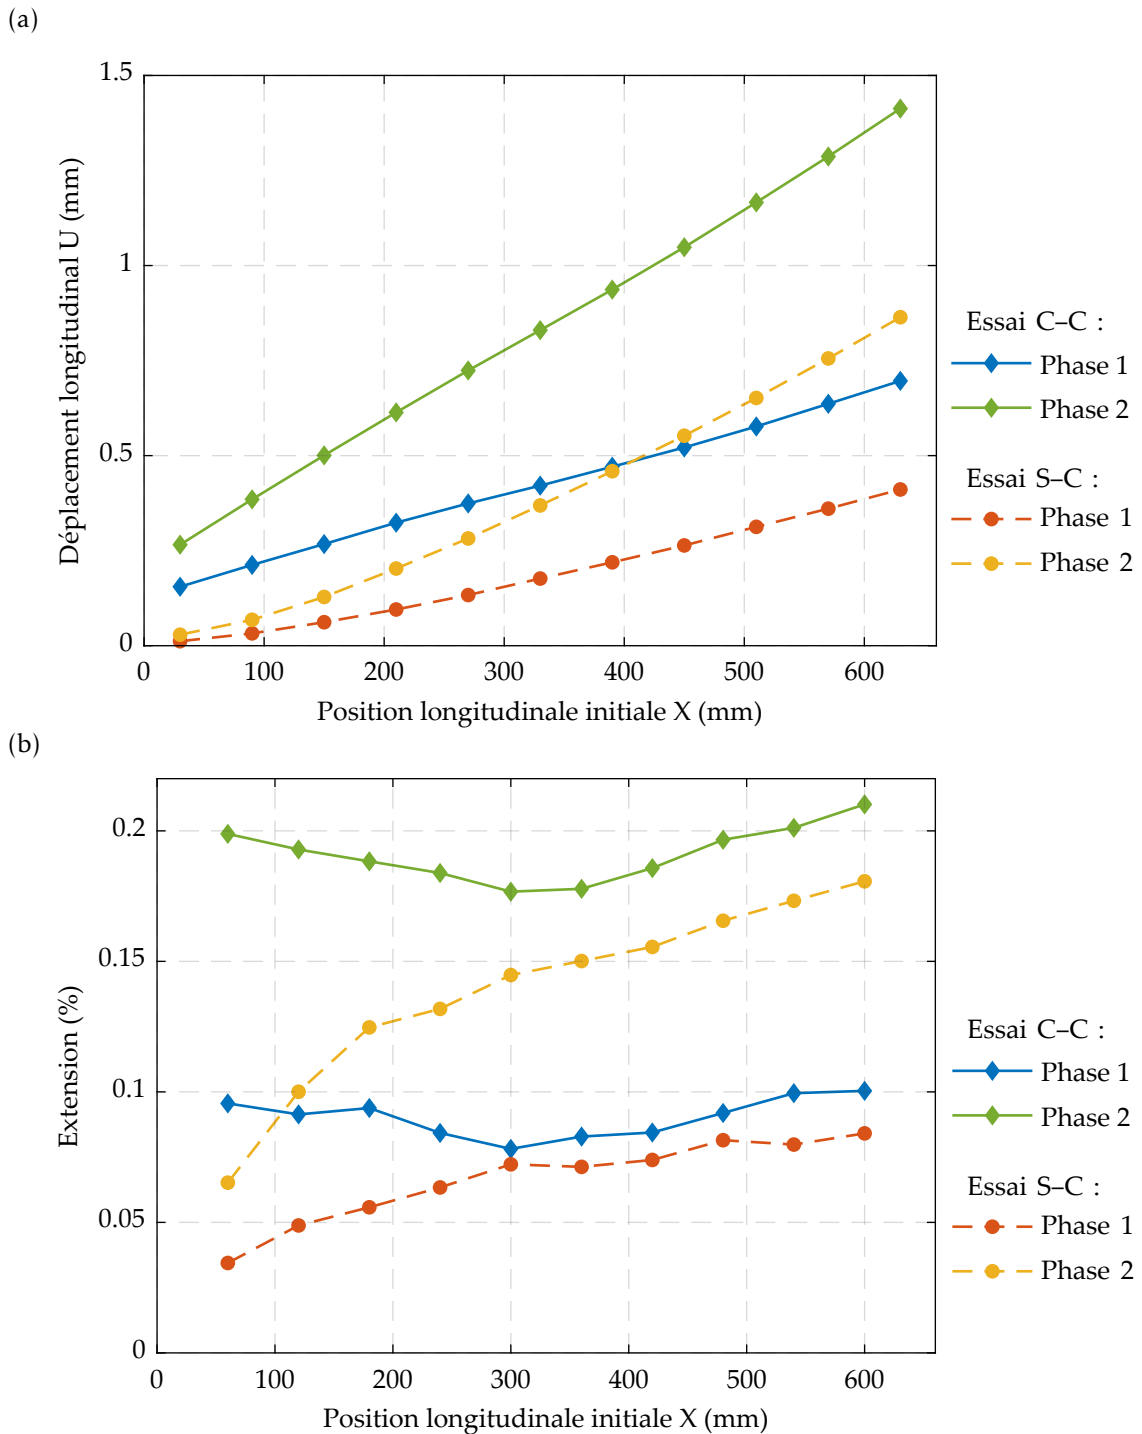 (a)
1.5
1
0.5
0
0 100 200 300 400 500 600
Déplacement longitudinal U (mm)
Position longitudinale initiale X (mm)
Essai C–C :
Phase 1
Phase 2
Essai S–C :
Phase 1
Phase 2
(b)
0.2
0.15
0.1
0.05
0
0 100 200 300 400 500 600
Extension (%)
Position longitudinale initiale X (mm)
Essai C–C :
Phase 1
Phase 2
Essai S–C :
Phase 1
Phase 2